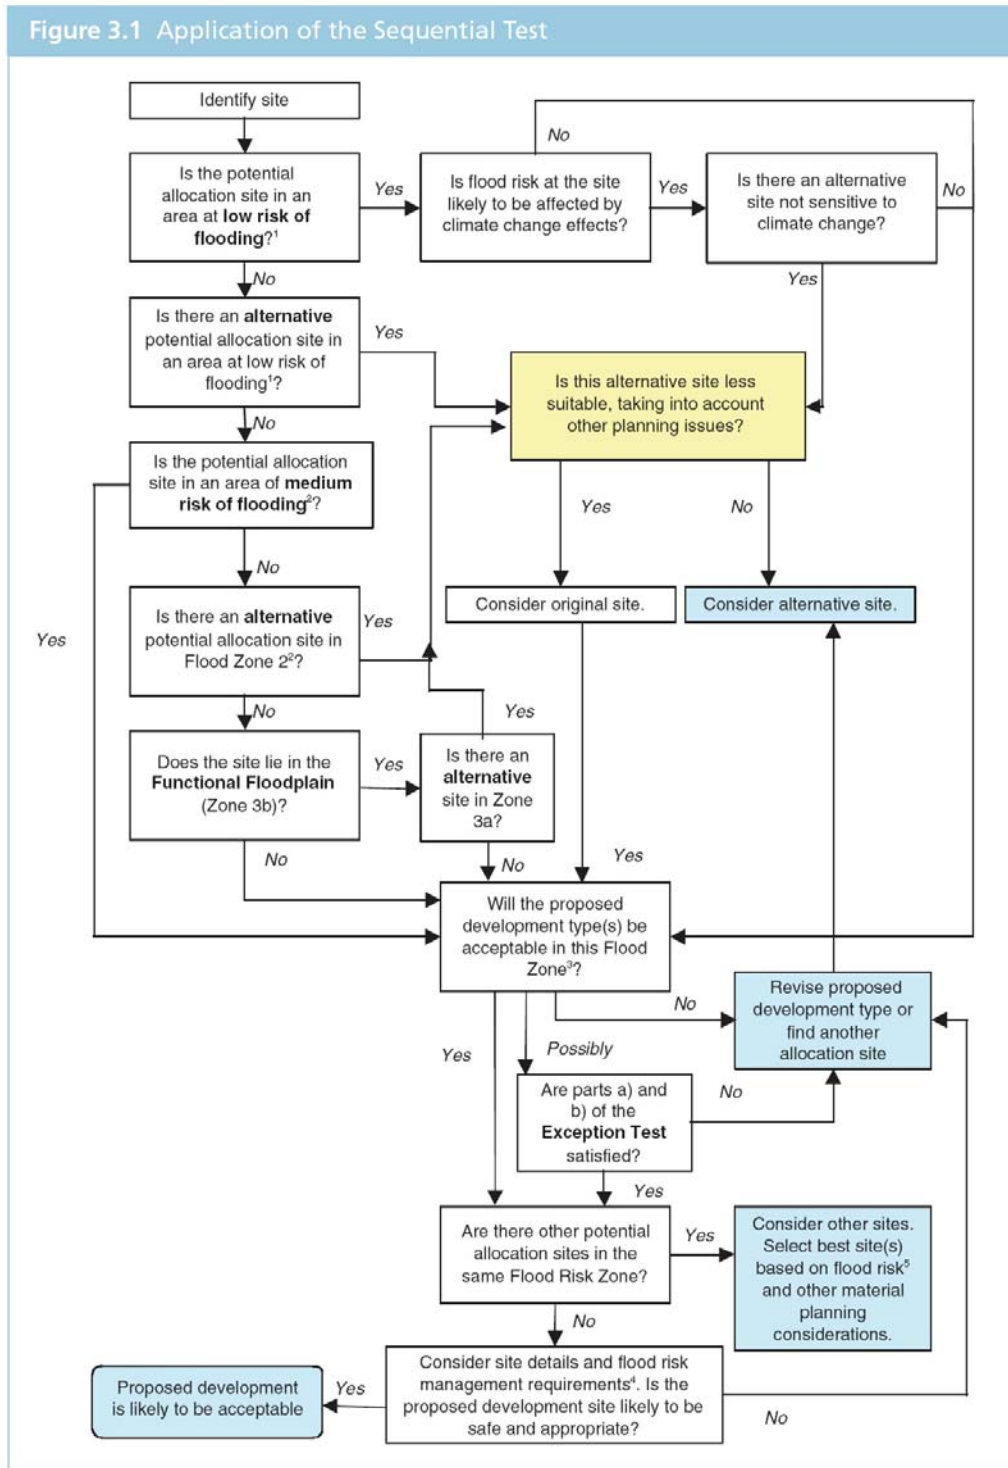 Figure 3.1 Application of the Sequential Test
Identify site
No
Is the potential
allocation site in an
area at low risk of
flooding?¹
Yes
Is flood risk at the site
likely to be affected by
climate change effects?
Yes
Is there an alternative
site not sensitive to
climate change?
No
No
Yes
Is there an alternative
potential allocation site in
an area at low risk of
flooding¹?
Yes
Is this alternative site less
suitable, taking into account
other planning issues?
No
Is the potential allocation
site in an area of medium
risk of flooding²?
Yes
No
No
Is there an alternative
potential allocation site in
Flood Zone 2²?
Yes
Consider original site.
Consider alternative site.
Yes
No
Yes
Does the site lie in the
Functional Floodplain
(Zone 3b)?
Yes
Is there an
alternative
site in Zone
3a?
No
No
Yes
Will the proposed
development type(s) be
acceptable in this Flood
Zone³?
No
Revise proposed
development type or
find another
allocation site
Yes
Possibly
Are parts a) and
b) of the
Exception Test
satisfied?
No
Yes
Are there other potential
allocation sites in the
same Flood Risk Zone?
Yes
Consider other sites.
Select best site(s)
based on flood risk⁵
and other material
planning
considerations.
No
Consider site details and flood risk
management requirements⁴. Is the
proposed development site likely to be
safe and appropriate?
Yes
Proposed development
is likely to be acceptable
No